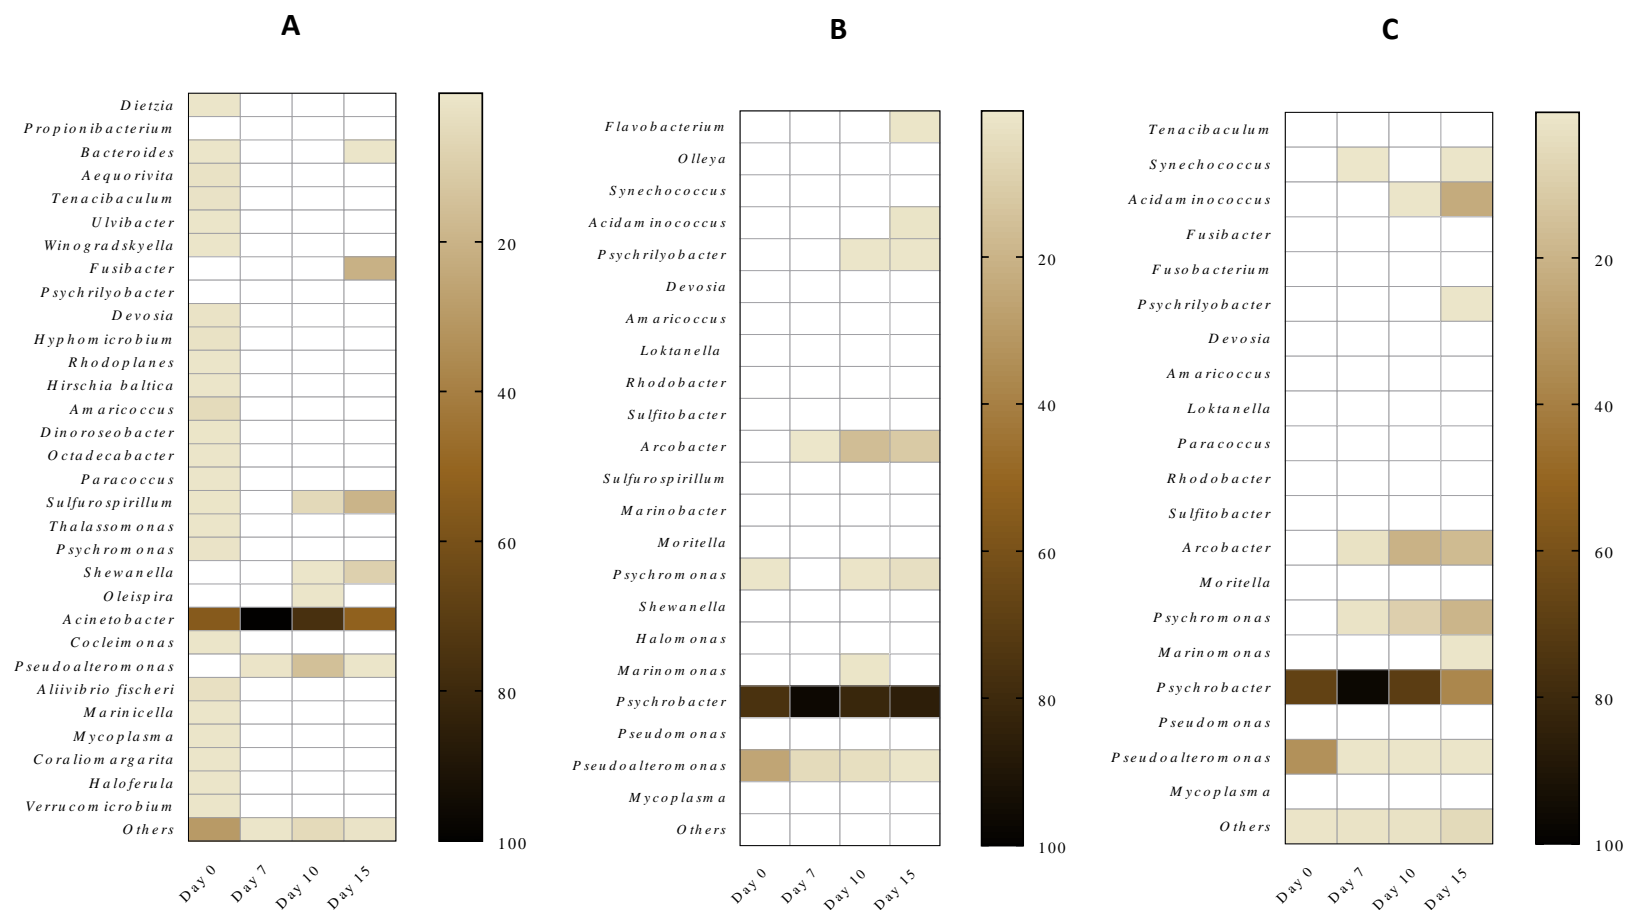 A
Dietzia
Propionibacterium
Bacteroides
Aequorivita
Tenacibaculum
Ulvibacter
Winogradskyella
Fusibacter
Psychrilyobacter
Devosia
Hyphomicrobium
Rhodoplanes
Hirschia baltica
Amaricoccus
Dinoroseobacter
Octadecabacter
Paracoccus
Sulfurospirillum
Thalassomonas
Psychromonas
Shewanella
Oleispira
Acinetobacter
Cocleimonas
Pseudoalteromonas
Aliivibrio fischeri
Marinicella
Mycoplasma
Coraliomargarita
Haloferula
Verrucomicrobium
Others
Day 0
Day 7
Day 10
Day 15
20
40
60
80
100
B
Flavobacterium
Olleya
Synechococcus
Acidaminococcus
Psychrilyobacter
Devosia
Amaricoccus
Loktanella
Rhodobacter
Sulfitobacter
Arcobacter
Sulfurospirillum
Marinobacter
Moritella
Psychromonas
Shewanella
Halomonas
Marinomonas
Psychrobacter
Pseudomonas
Pseudoalteromonas
Mycoplasma
Others
Day 0
Day 7
Day 10
Day 15
20
40
60
80
100
C
Tenacibaculum
Synechococcus
Acidaminococcus
Fusibacter
Fusobacterium
Psychrilyobacter
Devosia
Amaricoccus
Loktanella
Paracoccus
Rhodobacter
Sulfitobacter
Arcobacter
Moritella
Psychromonas
Marinomonas
Psychrobacter
Pseudomonas
Pseudoalteromonas
Mycoplasma
Others
Day 0
Day 7
Day 10
Day 15
20
40
60
80
100